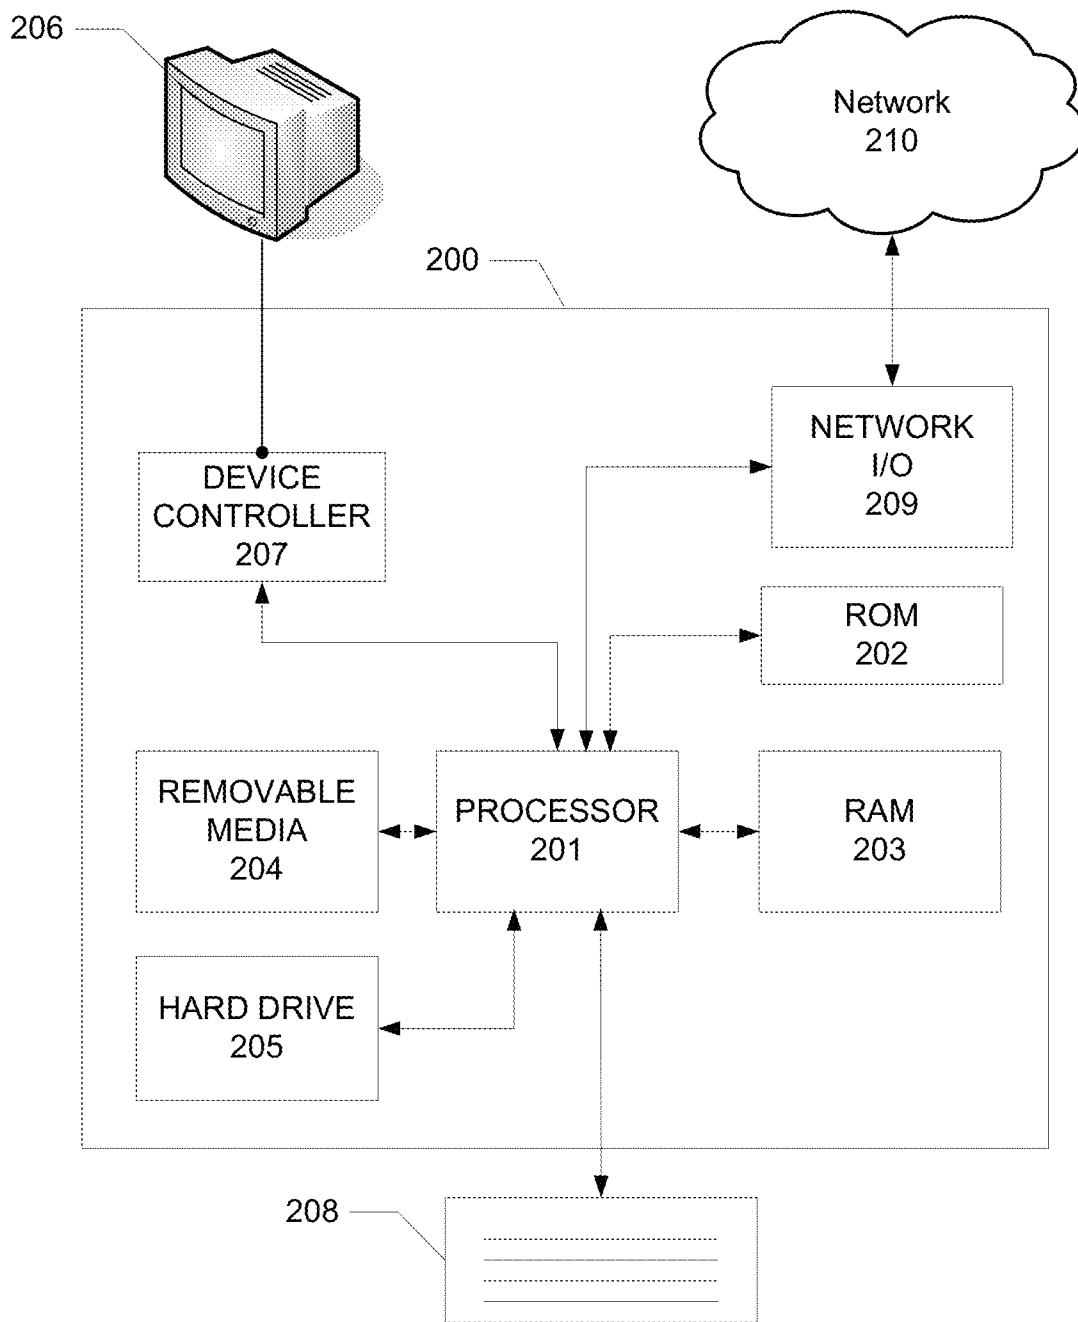 206
Network
210
200
NETWORK
I/O
209
DEVICE
CONTROLLER
207
ROM
202
REMOVABLE
MEDIA
204
PROCESSOR
201
RAM
203
HARD DRIVE
205
208